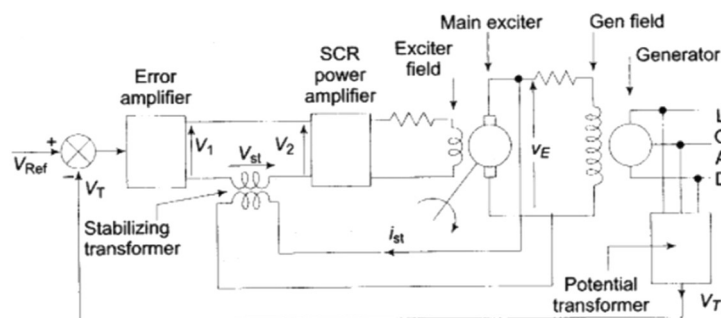 Main exciter
Gen field
SCR
power
amplifier
Exciter
field
Generator
Error
amplifier
L
O
A
D
V1
Vst
V2
vE
+
VRef
−
VT
Stabilizing
transformer
ist
Potential
transformer
VT